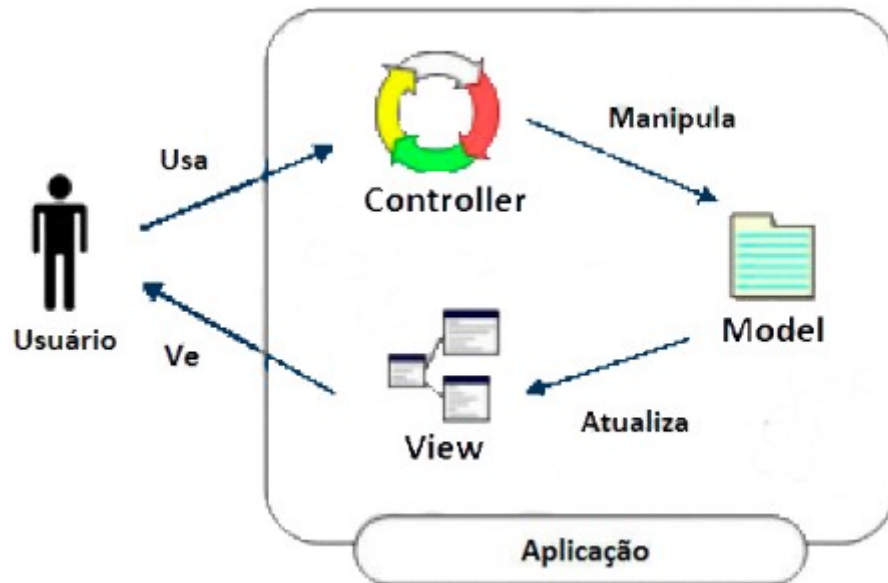 Usa
Controller
Manipula
Usuário
Model
Ve
View
Atualiza
Aplicação